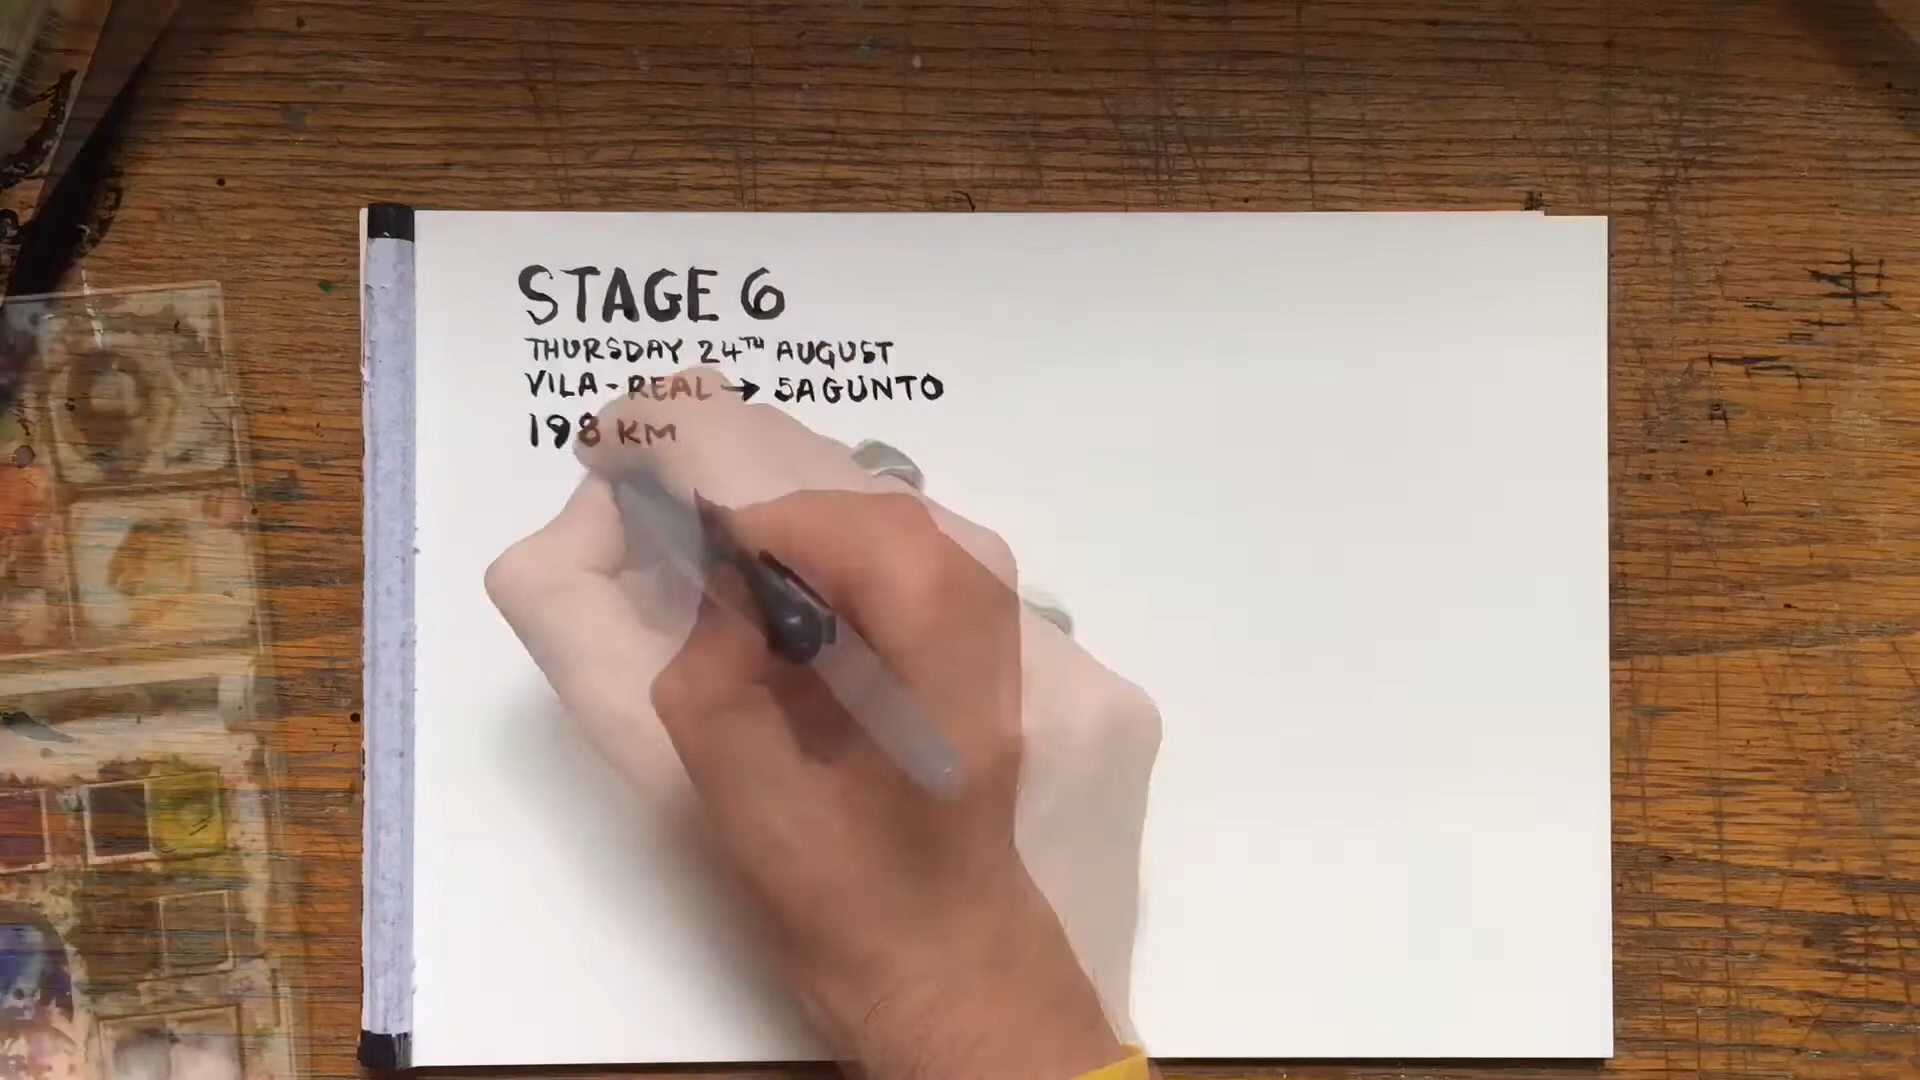 STAGE 6
THURSDAY 24TH AUGUST
VILA-REAL → SAGUNTO
198 KM